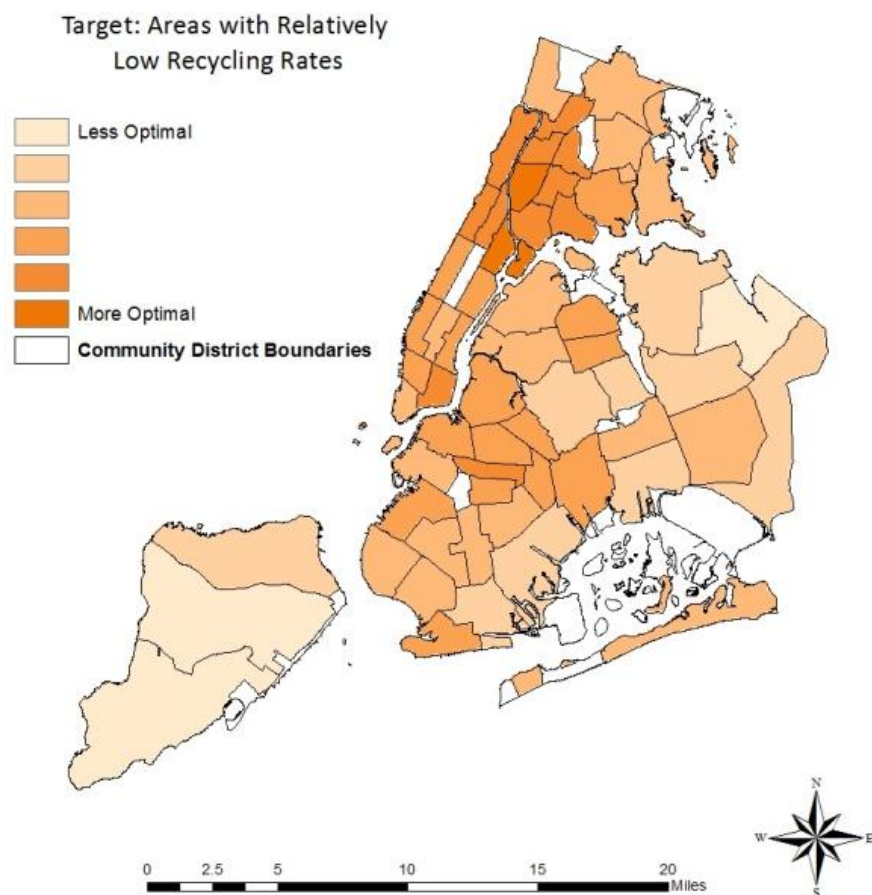 Target: Areas with Relatively
Low Recycling Rates
Less Optimal
More Optimal
Community District Boundaries
N
W
E
S
0 2.5 5 10 15 20
Miles